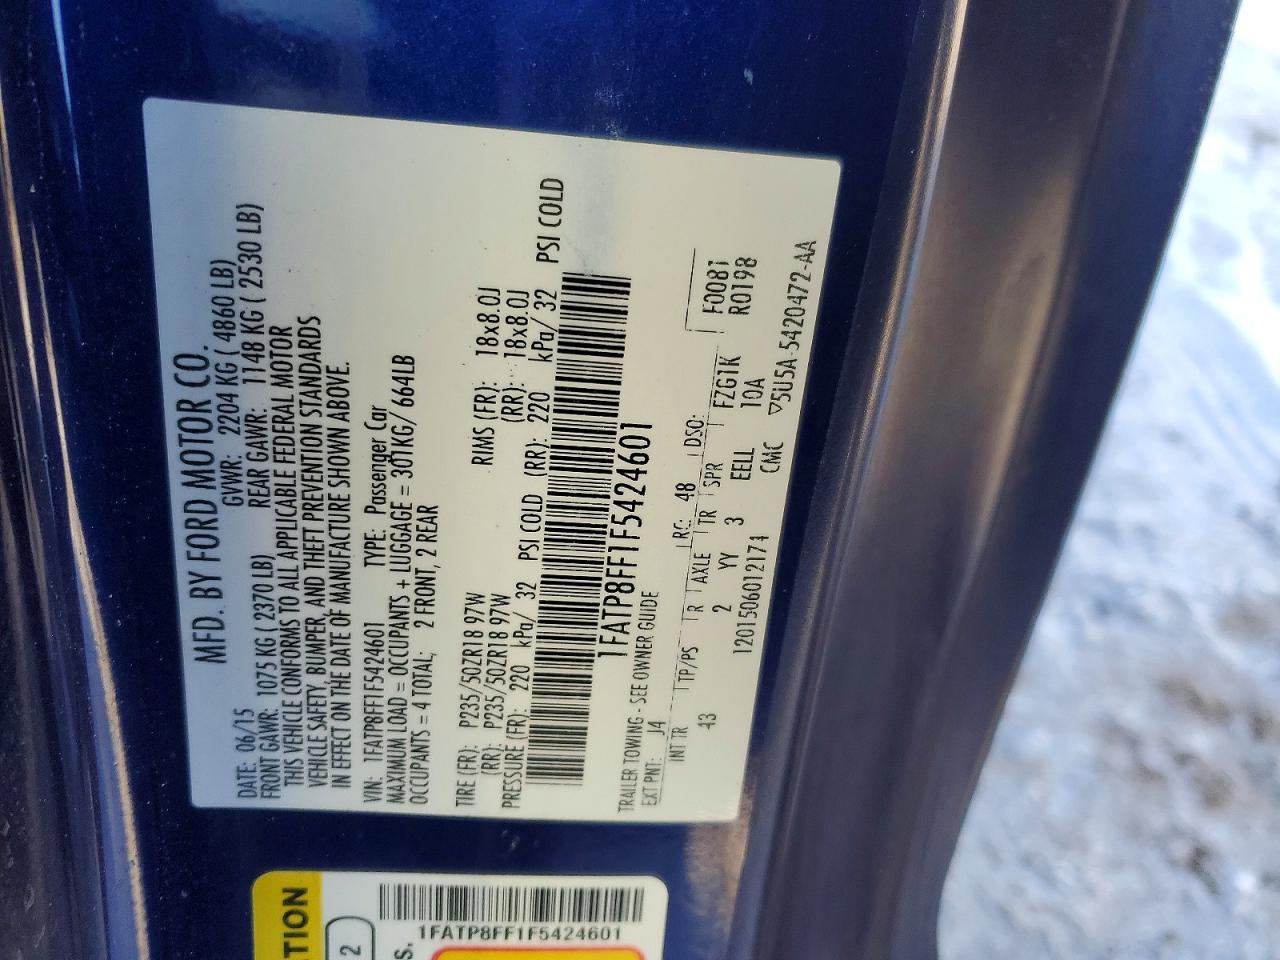 MFD. BY FORD MOTOR CO.
DATE: 06/15 GVWR: 2204 KG ( 4860 LB)
FRONT GAWR: 1075 KG ( 2370 LB) REAR GAWR: 1148 KG ( 2530 LB)
THIS VEHICLE CONFORMS TO ALL APPLICABLE FEDERAL MOTOR
VEHICLE SAFETY, BUMPER, AND THEFT PREVENTION STANDARDS
IN EFFECT ON THE DATE OF MANUFACTURE SHOWN ABOVE.
VIN: 1FATP8FF1F5424601 TYPE: Passenger Car
MAXIMUM LOAD = OCCUPANTS + LUGGAGE = 301KG/ 664LB
OCCUPANTS = 4 TOTAL; 2 FRONT, 2 REAR
TIRE (FR): P235/50ZR18 97W RIMS (FR): 18x8.0J
(RR): P235/50ZR18 97W (RR): 18x8.0J
PRESSURE (FR): 220 kPa/ 32 PSI COLD (RR): 220 kPa/ 32 PSI COLD
1FATP8FF1F5424601
TRAILER TOWING - SEE OWNER GUIDE
EXT PNT: J4 RC: 48 DSO: F0081
INT TR TP/PS R AXLE TR SPR FZG1K R0198
43 2 YY 3 EELL 10A
1201506012174 CMC ▽5U5A-5420472-AA
TION
2
S.
1FATP8FF1F5424601